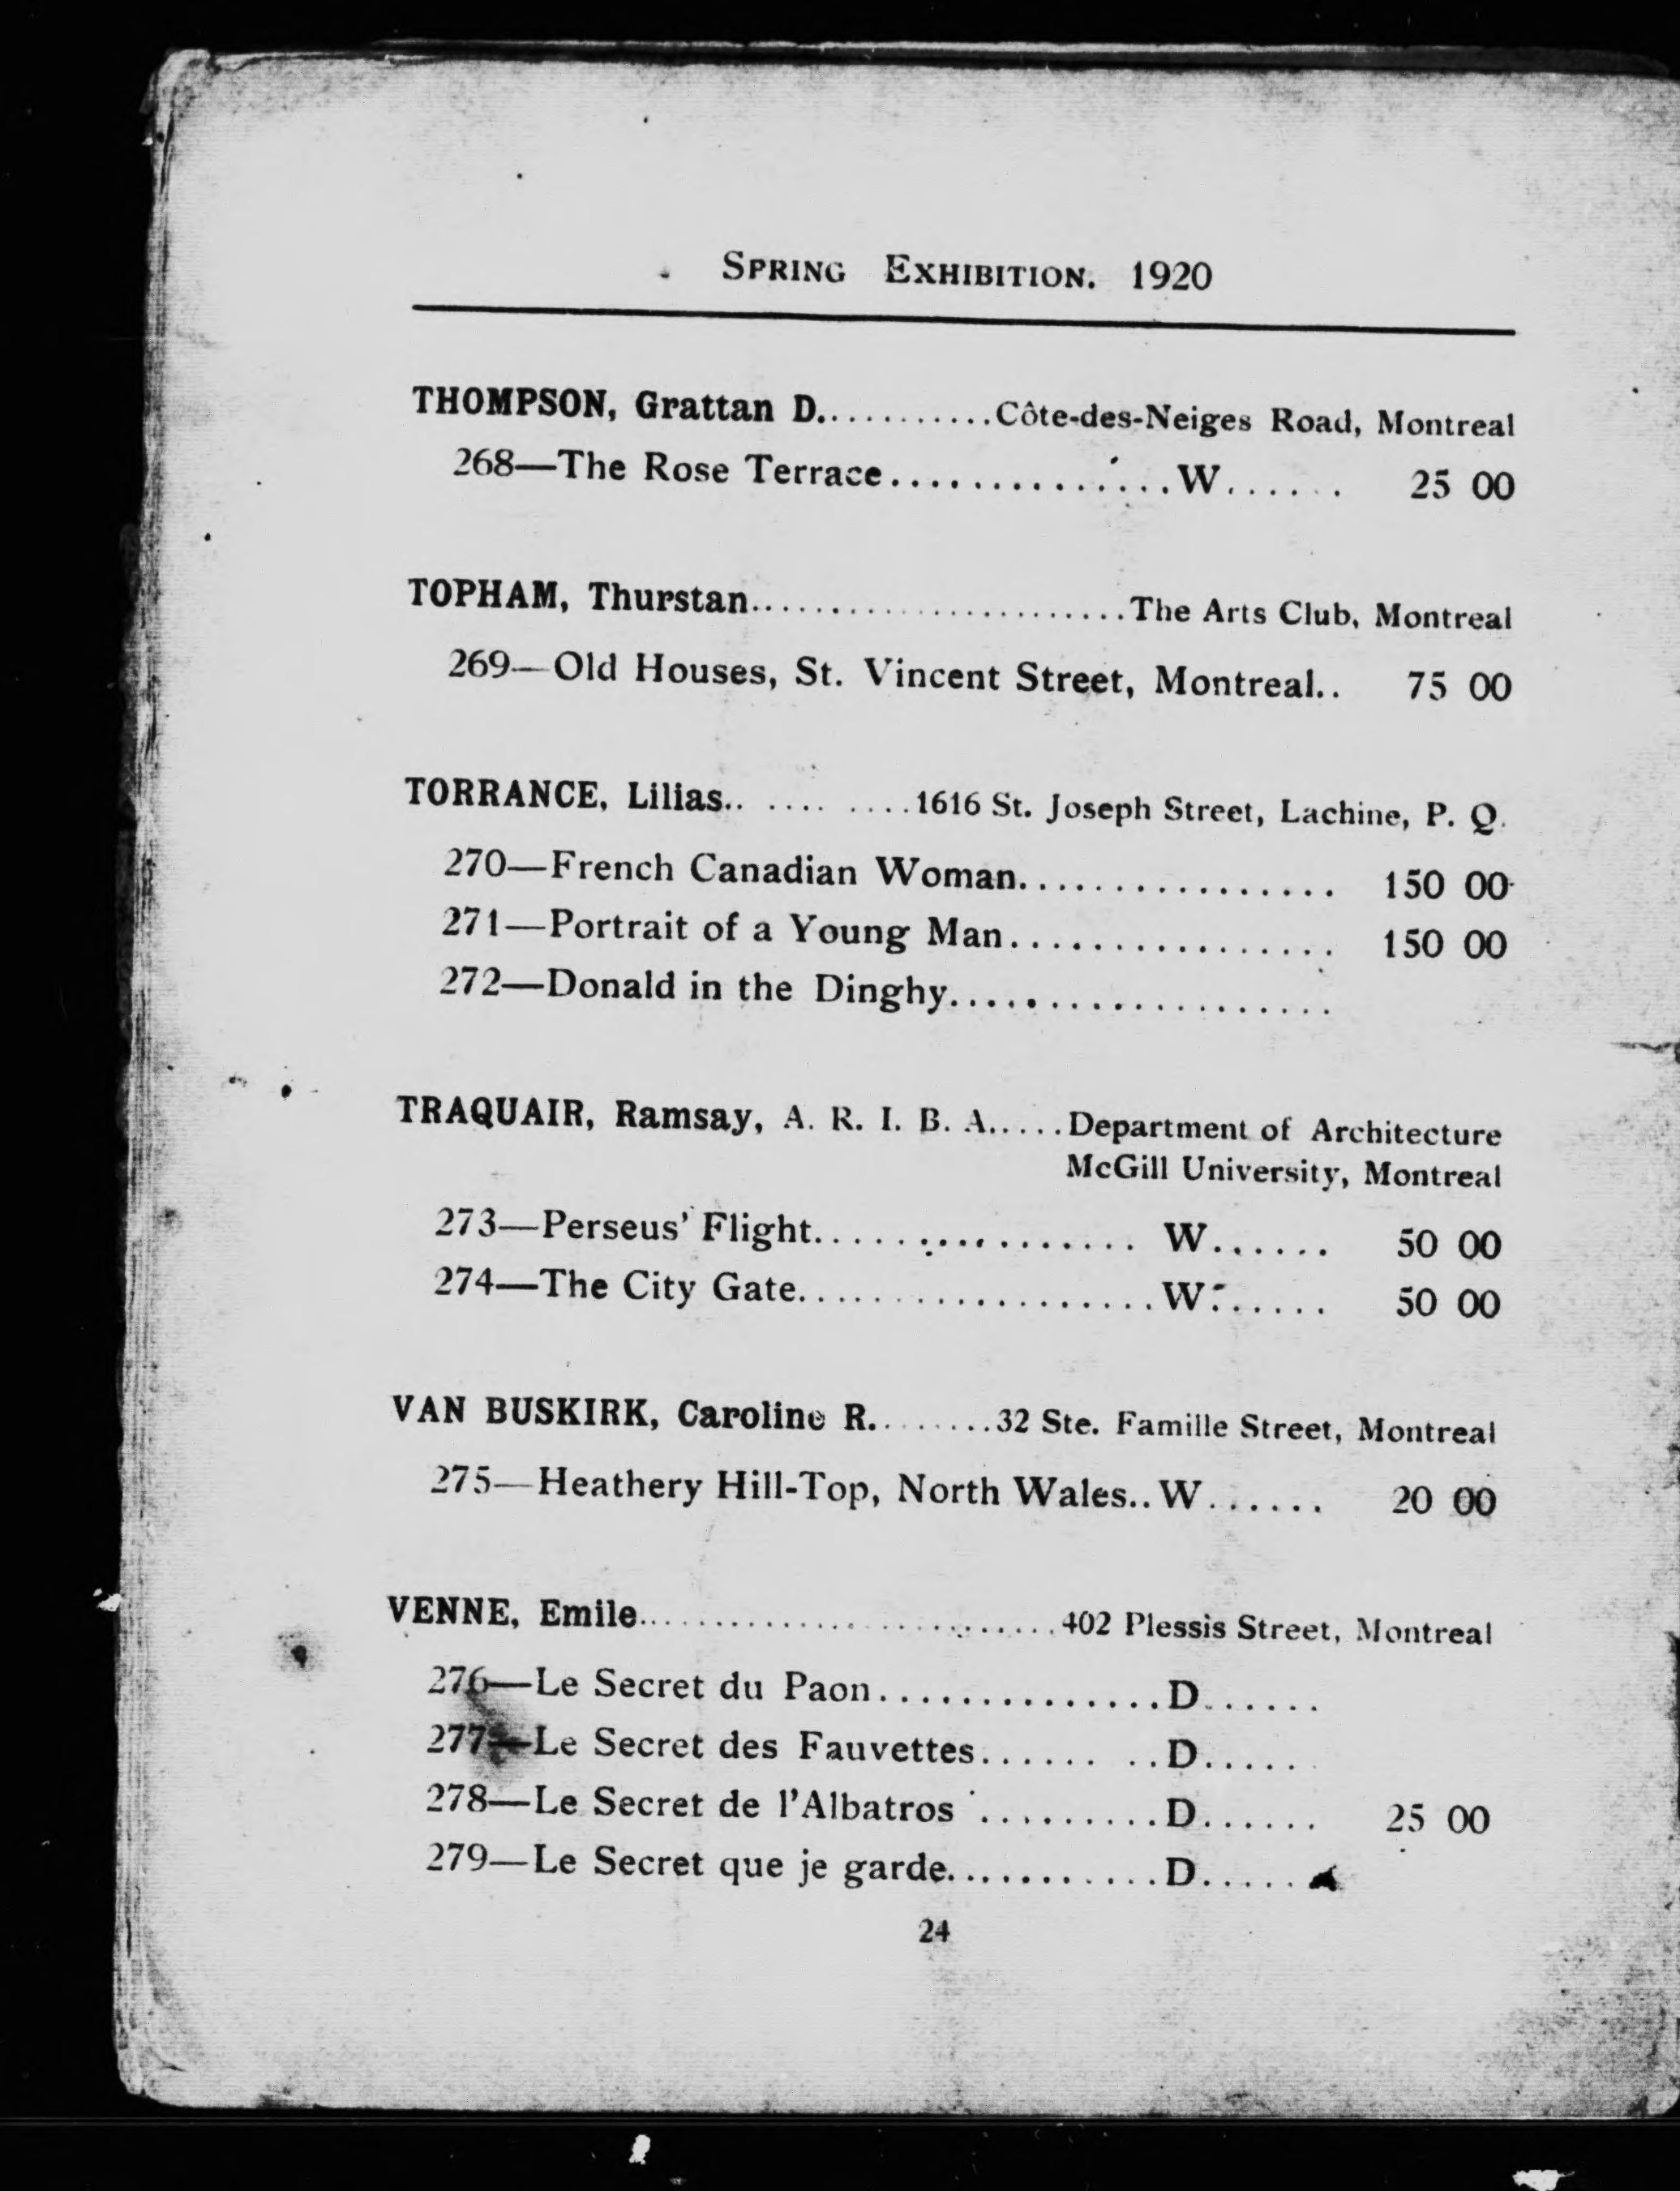 SPRING EXHIBITION. 1920
THOMPSON, Grattan D...........Côte-des-Neiges Road, Montreal
268—The Rose Terrace..............W...... 25 00
TOPHAM, Thurstan........................The Arts Club, Montreal
269—Old Houses, St. Vincent Street, Montreal.. 75 00
TORRANCE, Lilias.. .... ....1616 St. Joseph Street, Lachine, P. Q.
270—French Canadian Woman................ 150 00
271—Portrait of a Young Man................ 150 00
272—Donald in the Dinghy...................
TRAQUAIR, Ramsay, A. R. I. B. A.....Department of Architecture
McGill University, Montreal
273—Perseus' Flight.................. W...... 50 00
274—The City Gate...................W...... 50 00
VAN BUSKIRK, Caroline R........32 Ste. Famille Street, Montreal
275—Heathery Hill-Top, North Wales..W...... 20 00
VENNE, Emile..........................402 Plessis Street, Montreal
276—Le Secret du Paon..............D......
277—Le Secret des Fauvettes...... ..D.....
278—Le Secret de l'Albatros .........D...... 25 00
279—Le Secret que je garde...........D.....
24